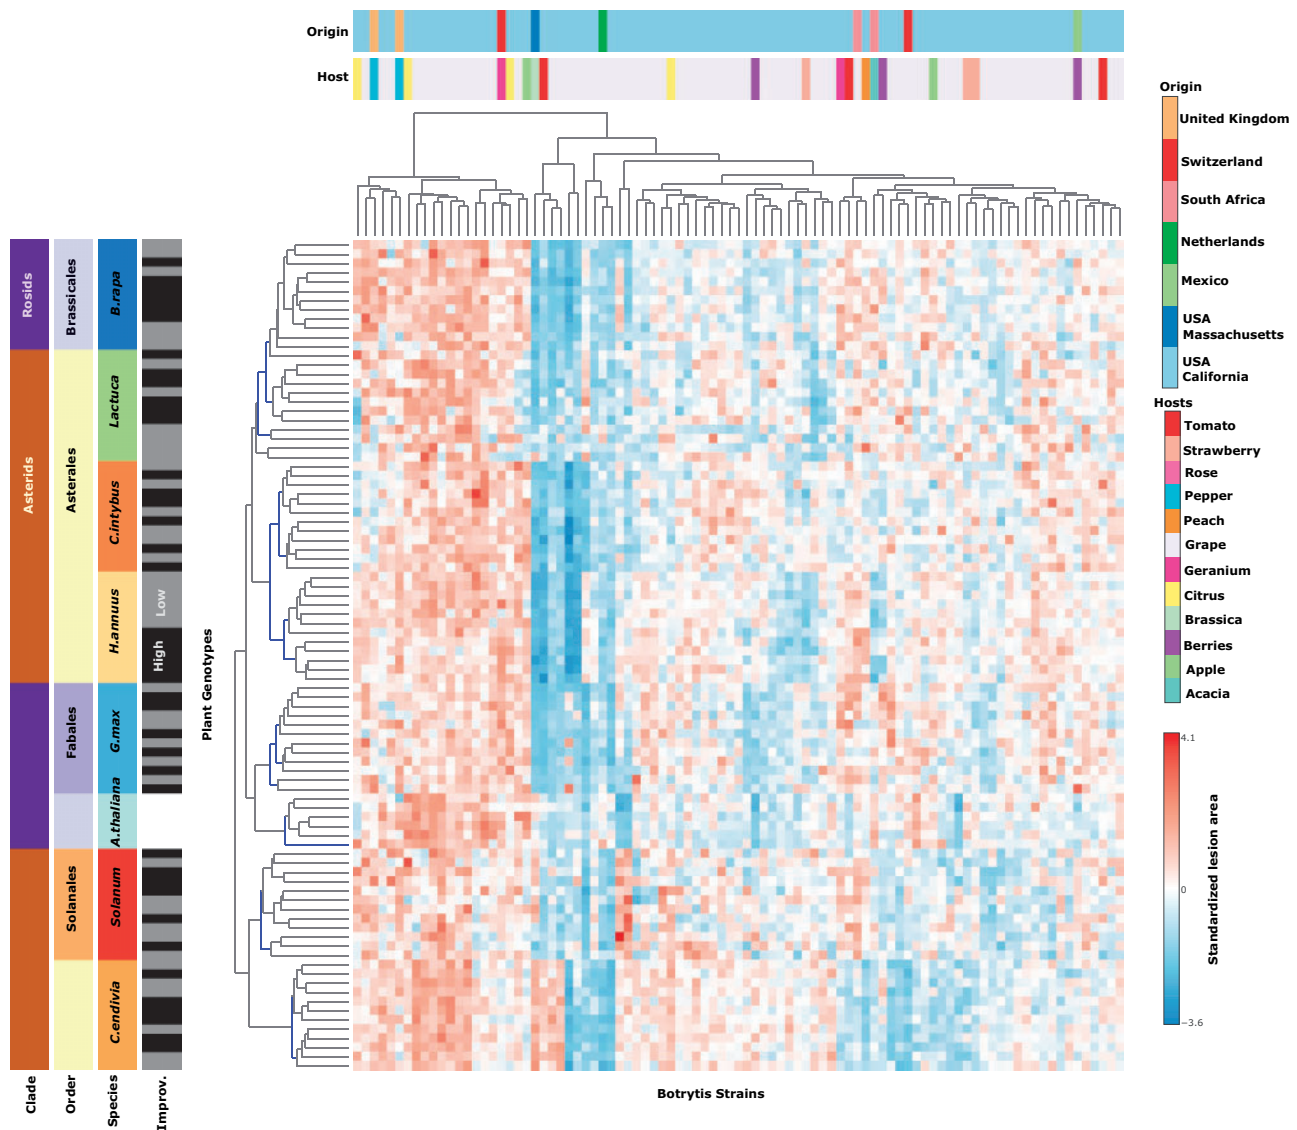 Origin
Host
Origin
United Kingdom
Switzerland
South Africa
Netherlands
Mexico
USA
Massachusetts
USA
California
Hosts
Tomato
Strawberry
Rose
Pepper
Peach
Grape
Geranium
Citrus
Brassica
Berries
Apple
Acacia
4.1
0
−3.6
Standardized lesion area
Rosids
Asterids
Brassicales
Asterales
Fabales
Solanales
B.rapa
Lactuca
C.intybus
H.annuus
G.max
A.thaliana
Solanum
C.endivia
Low
High
Plant Genotypes
Clade
Order
Species
Improv.
Botrytis Strains